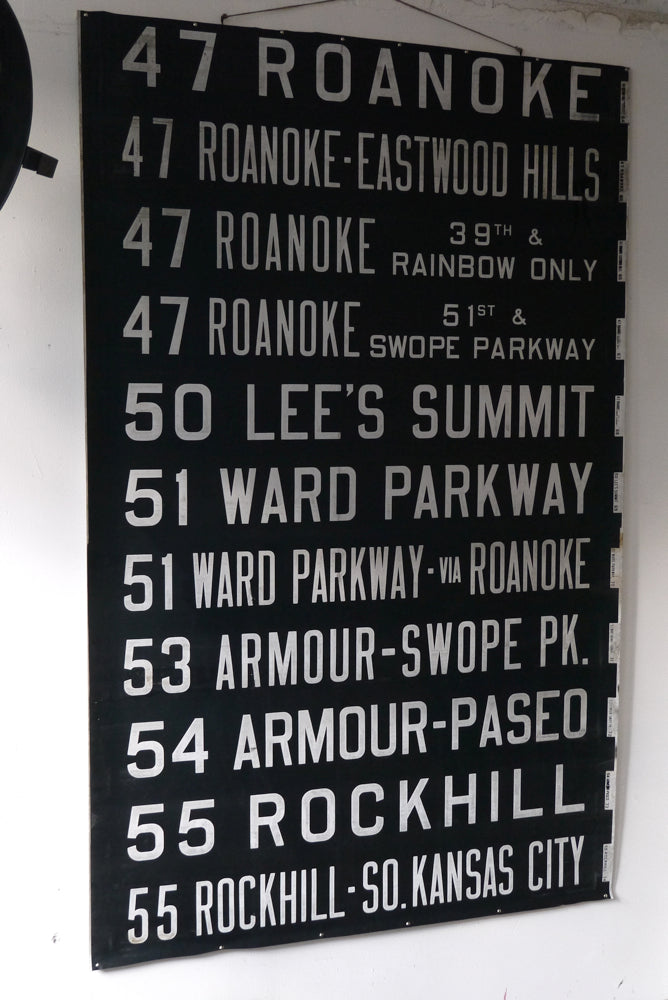 47 ROANOKE
47 ROANOKE-EASTWOOD HILLS
47 ROANOKE 39TH & RAINBOW ONLY
47 ROANOKE 51ST & SWOPE PARKWAY
50 LEE'S SUMMIT
51 WARD PARKWAY
51 WARD PARKWAY-VIA ROANOKE
53 ARMOUR-SWOPE PK.
54 ARMOUR-PASEO
55 ROCKHILL
55 ROCKHILL-SO. KANSAS CITY